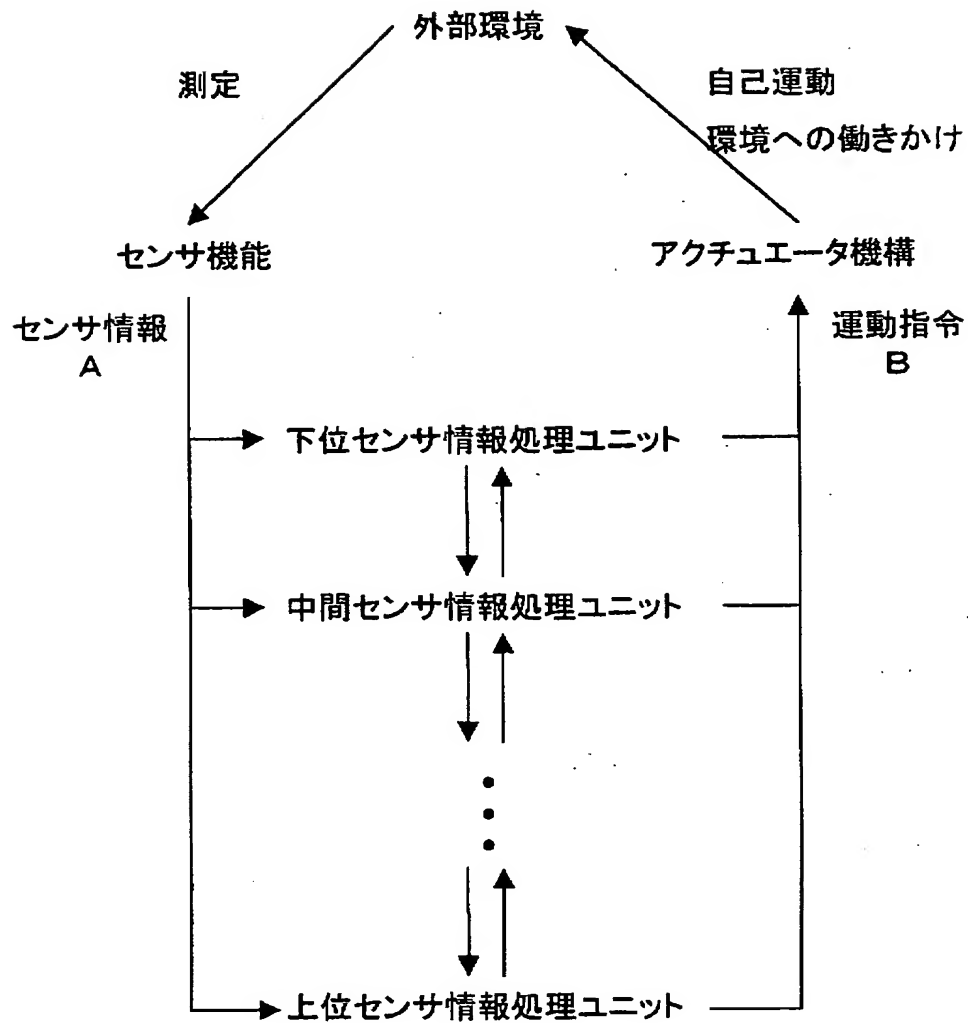 外部環境
測定
自己運動
環境への働きかけ
センサ機能
アクチュエータ機構
センサ情報
A
運動指令
B
下位センサ情報処理ユニット
中間センサ情報処理ユニット
上位センサ情報処理ユニット